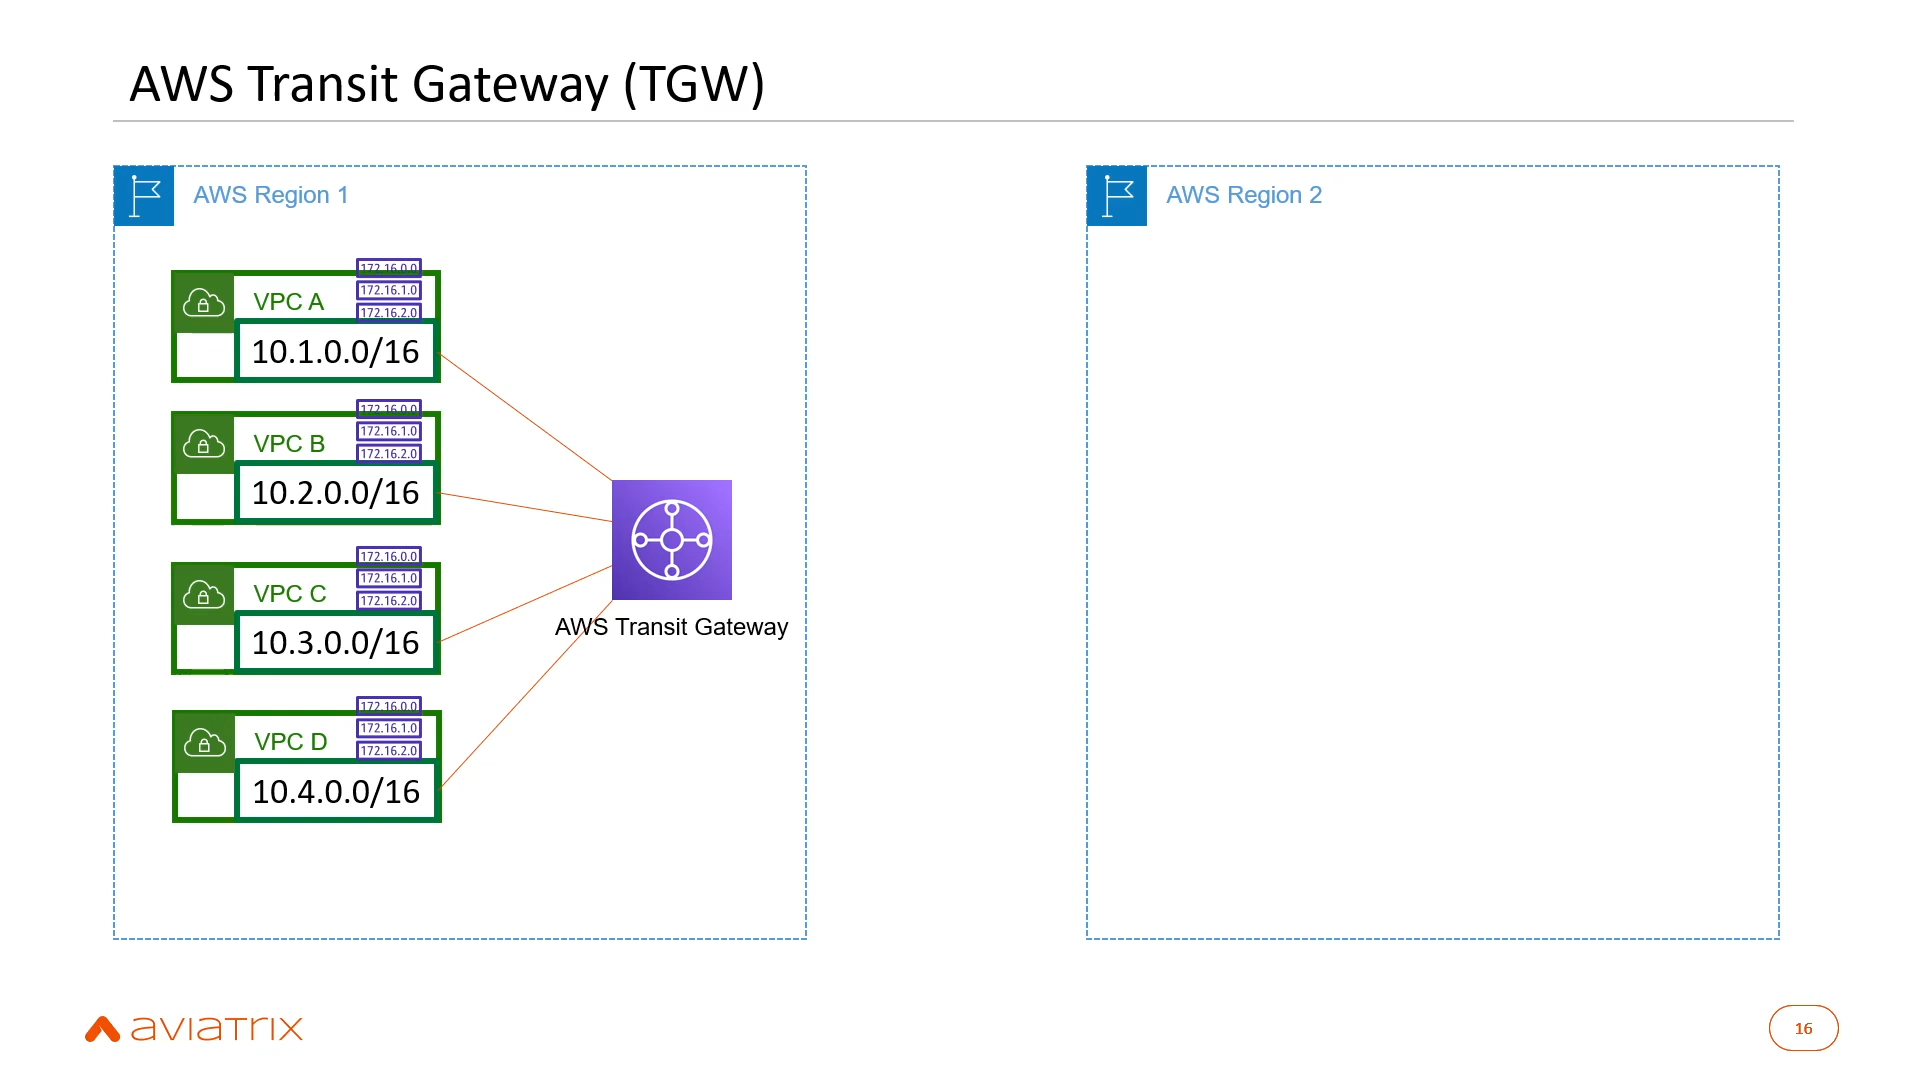 AWS Transit Gateway (TGW)
AWS Region 1
AWS Region 2
172.16.0.0
172.16.1.0
172.16.2.0
VPC A
10.1.0.0/16
172.16.0.0
172.16.1.0
172.16.2.0
VPC B
10.2.0.0/16
172.16.0.0
172.16.1.0
172.16.2.0
VPC C
10.3.0.0/16
AWS Transit Gateway
172.16.0.0
172.16.1.0
172.16.2.0
VPC D
10.4.0.0/16
aviatrix
16